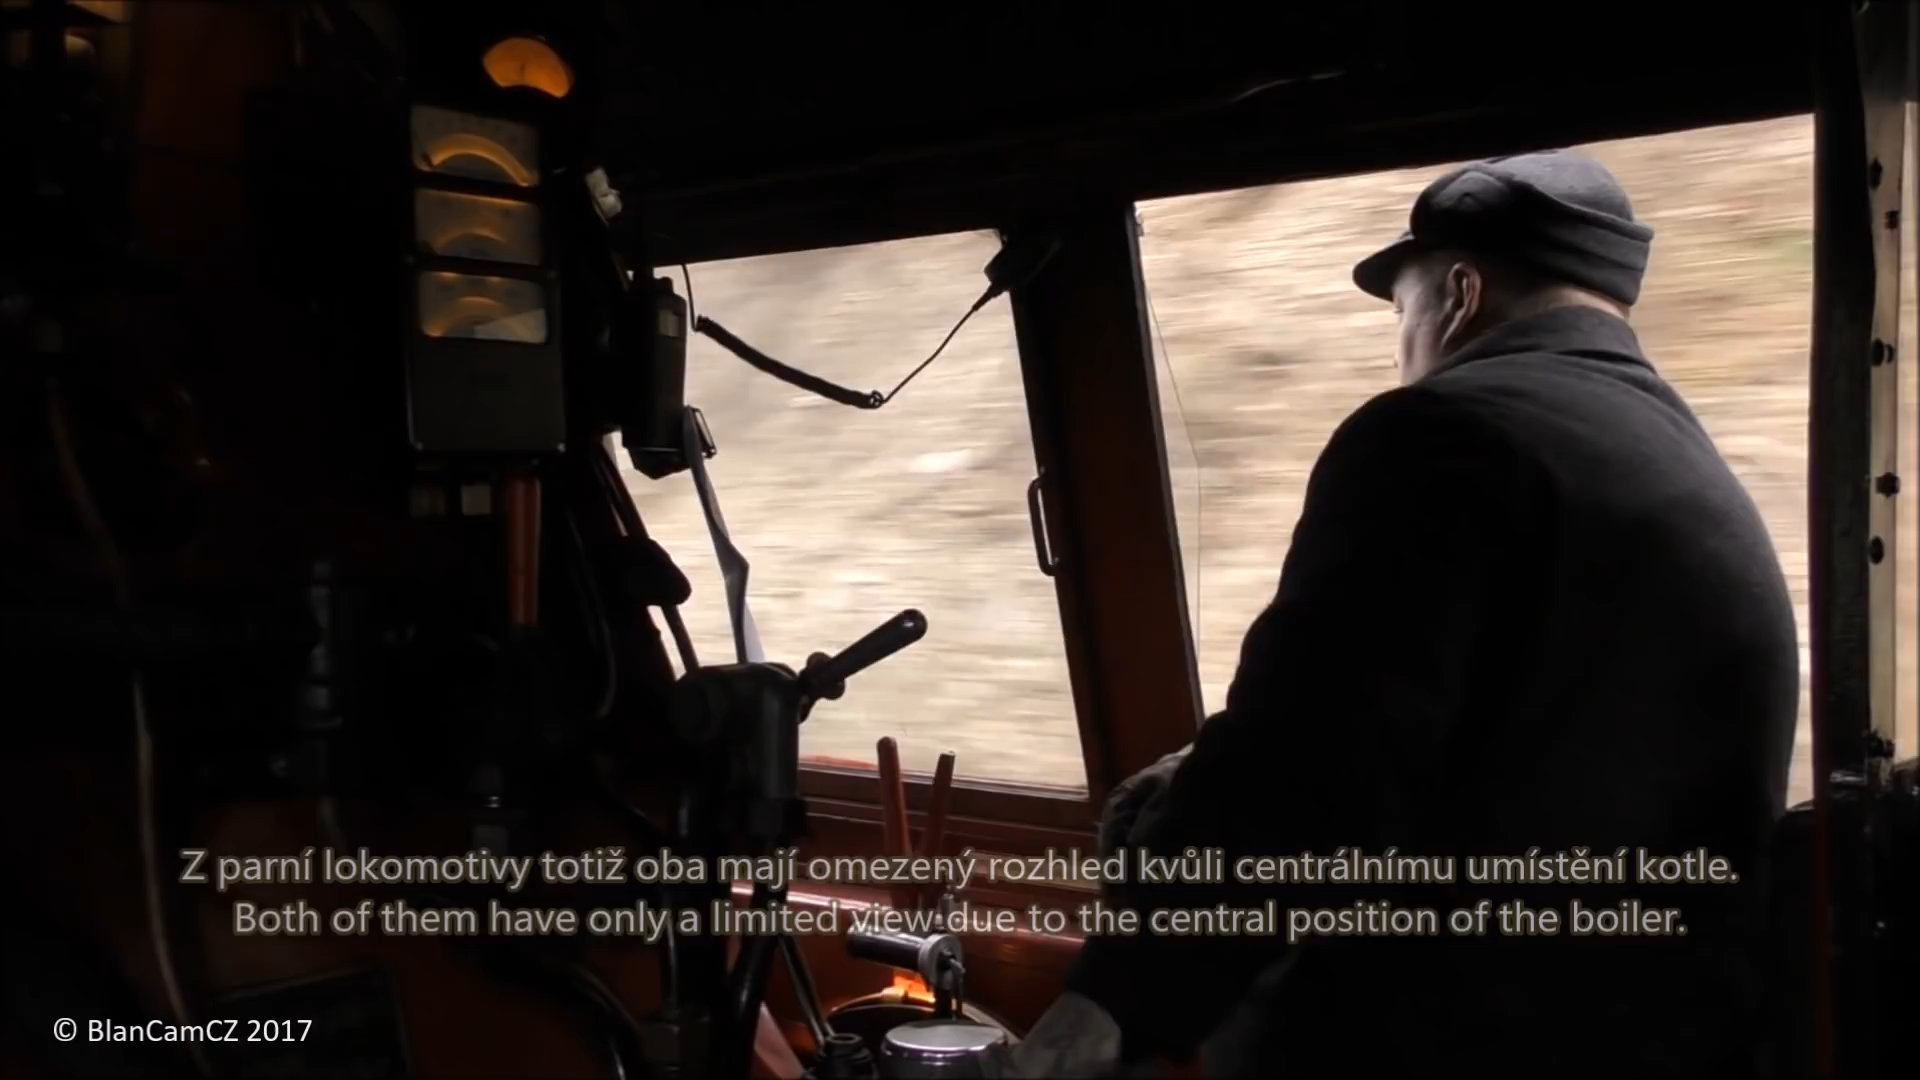 Z parní lokomotivy totiž oba mají omezený rozhled kvůli centrálnímu umístění kotle.
Both of them have only a limited view due to the central position of the boiler.
© BlanCamCZ 2017